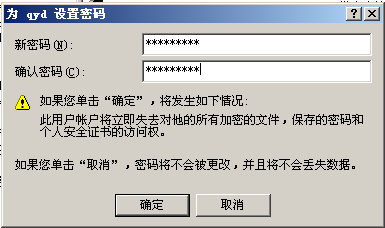 为 qyd 设置密码
新密码(N):
*********
确认密码(C):
*********
如果您单击“确定”，将发生如下情况:
此用户帐户将立即失去对他的所有加密的文件，保存的密码和
个人安全证书的访问权。
如果您单击“取消”，密码将不会被更改，并且将不会丢失数据。
确定
取消